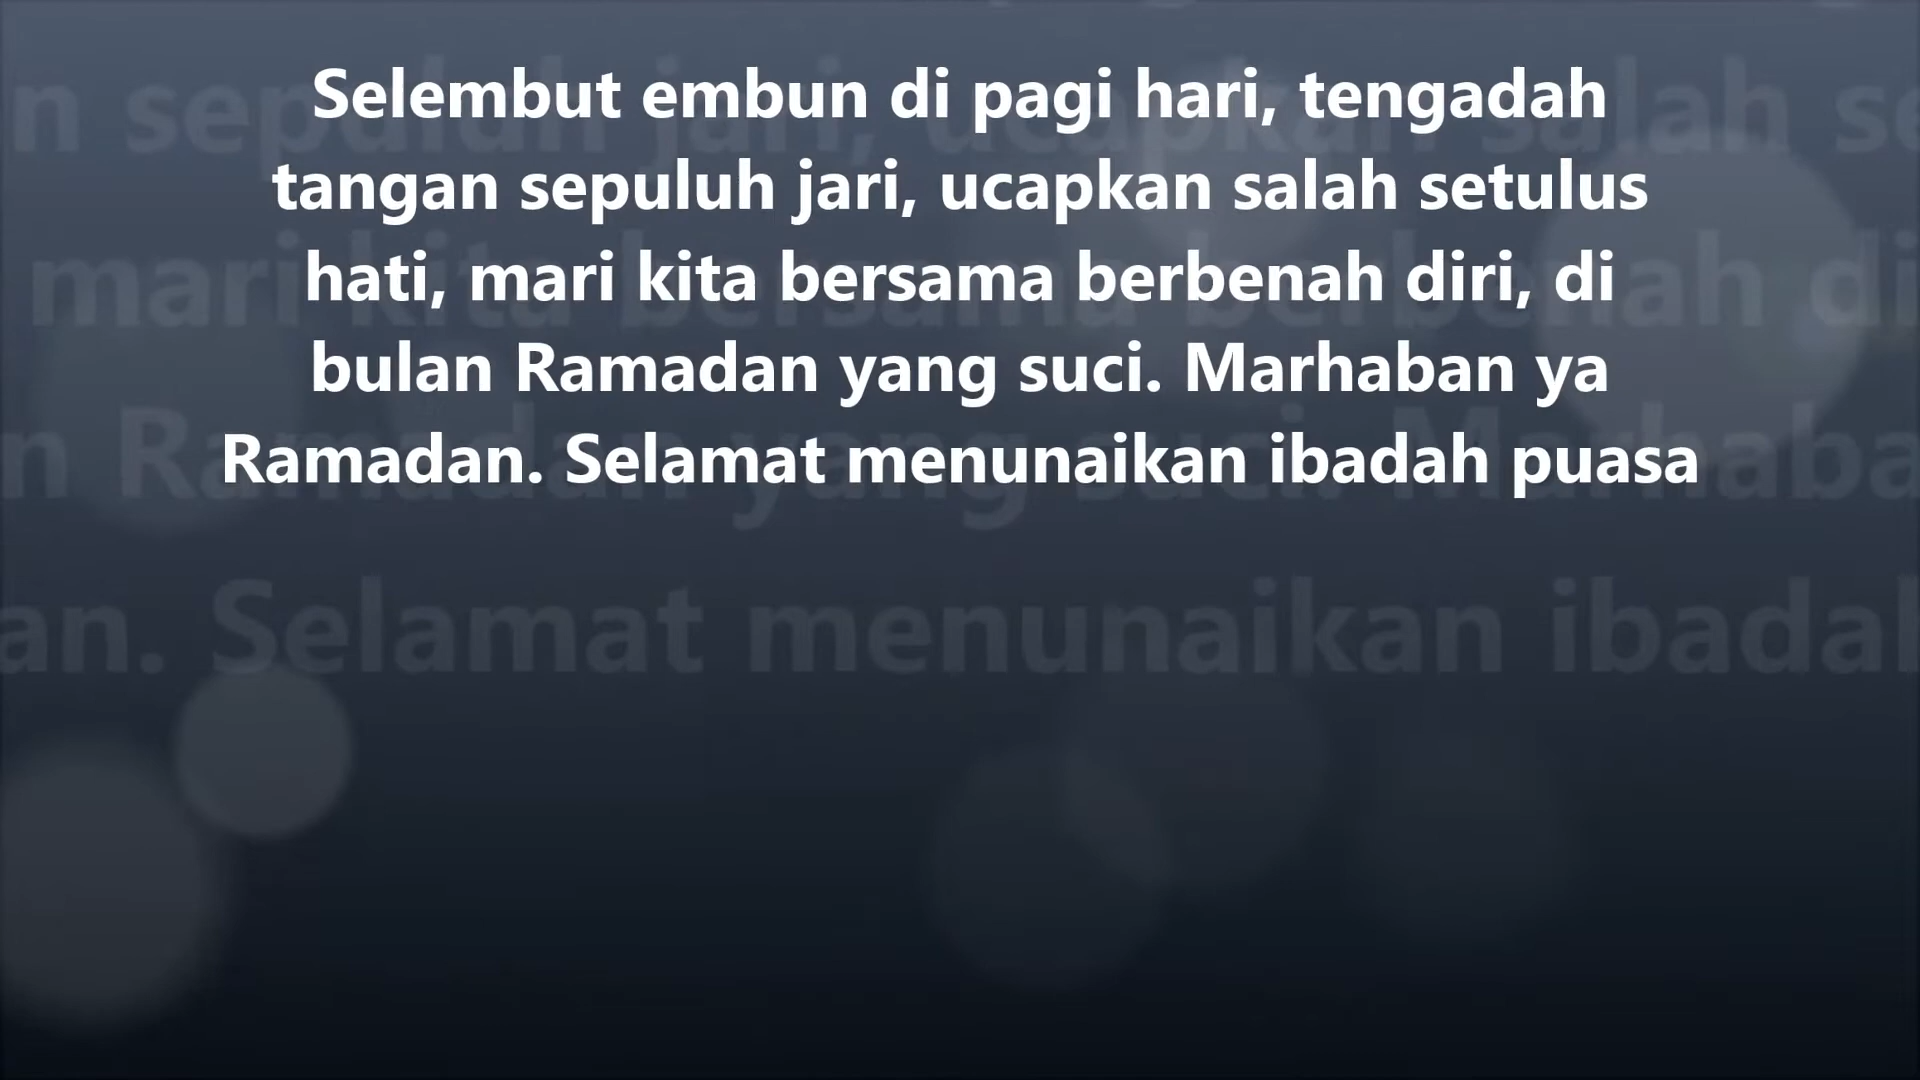 Selembut embun di pagi hari, tengadah
tangan sepuluh jari, ucapkan salah setulus
hati, mari kita bersama berbenah diri, di
bulan Ramadan yang suci. Marhaban ya
Ramadan. Selamat menunaikan ibadah puasa